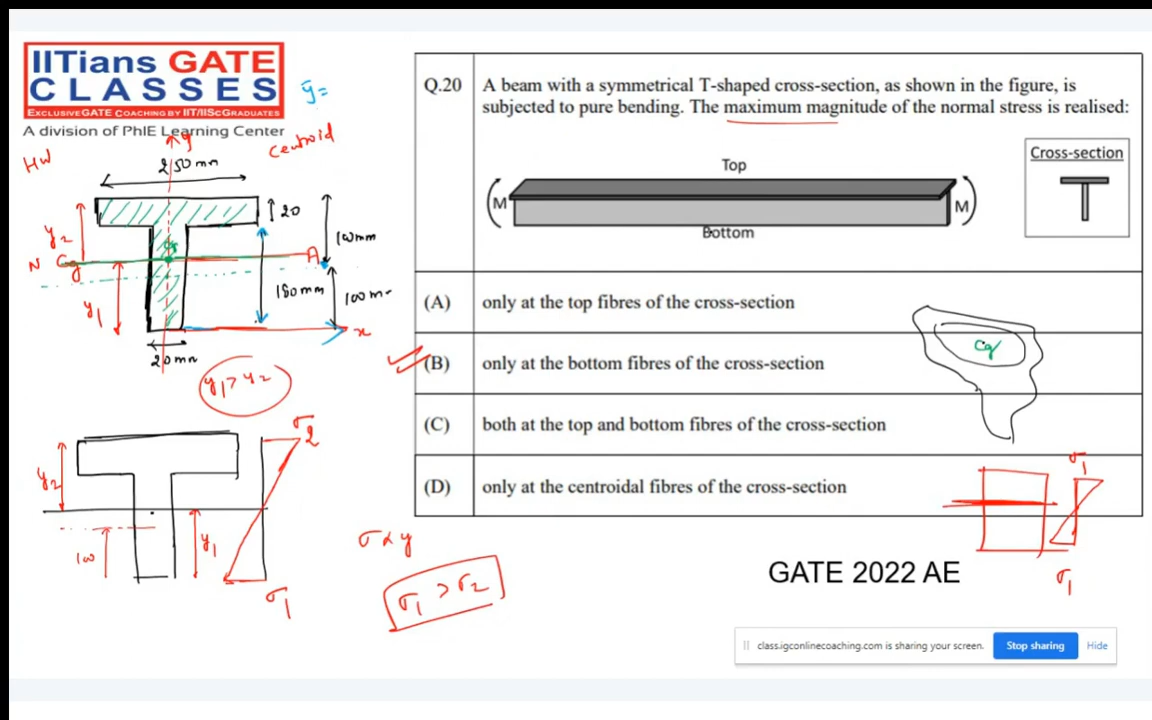 IITians GATE
CLASSES
EXCLUSIVE GATE COACHING BY IIT/IISC GRADUATES
A division of PhIE Learning Center
ȳ=
HW
y
Centroid
250 mm
20
y2
100mm
N
Cg
A
y1
180 mm
100 m
x
20 mm
y1 > y2
σ2
y2
100
y1
σ1
σ α y
σ1 > σ2
Q.20
A beam with a symmetrical T-shaped cross-section, as shown in the figure, is
subjected to pure bending. The maximum magnitude of the normal stress is realised:
Top
Cross-section
M
M
Bottom
(A) only at the top fibres of the cross-section
(B) only at the bottom fibres of the cross-section
Cg
(C) both at the top and bottom fibres of the cross-section
(D) only at the centroidal fibres of the cross-section
σ1
σ1
GATE 2022 AE
class.igconlinecoaching.com is sharing your screen.
Stop sharing
Hide